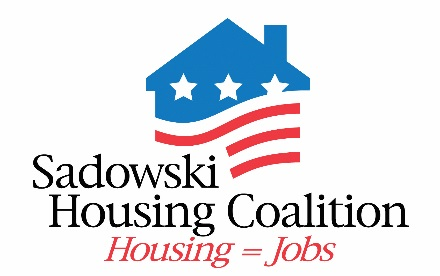 Sadowski
Housing Coalition
Housing = Jobs